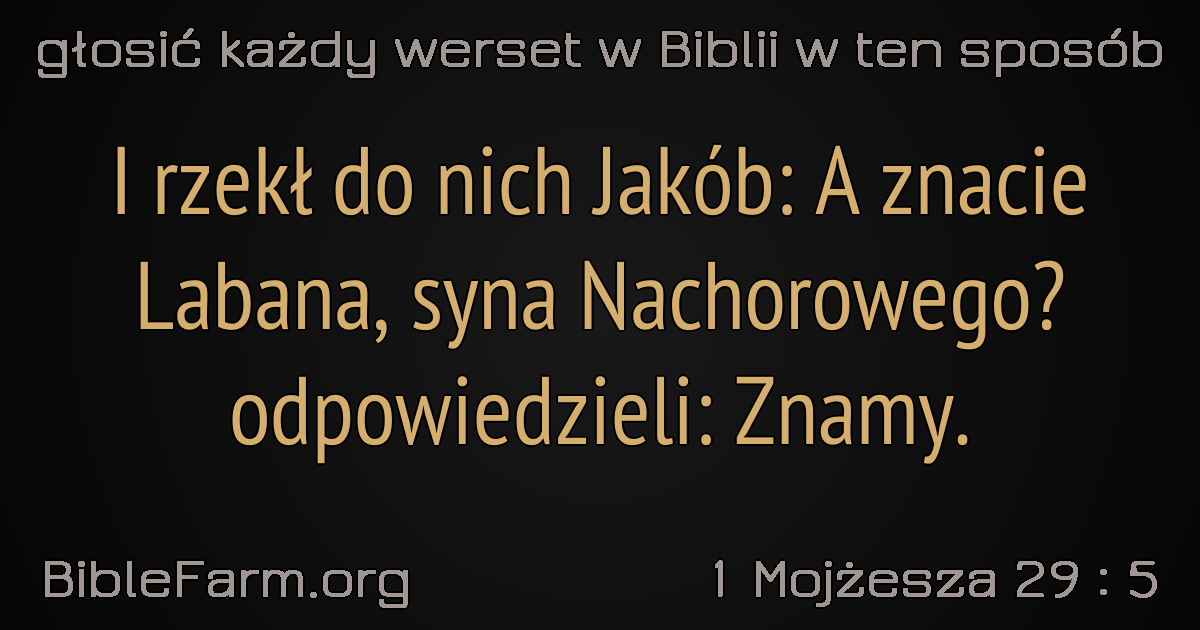 głosić każdy werset w Biblii w ten sposób
I rzekł do nich Jakób: A znacie
Labana, syna Nachorowego?
odpowiedzieli: Znamy.
BibleFarm.org
1 Mojżesza 29 : 5